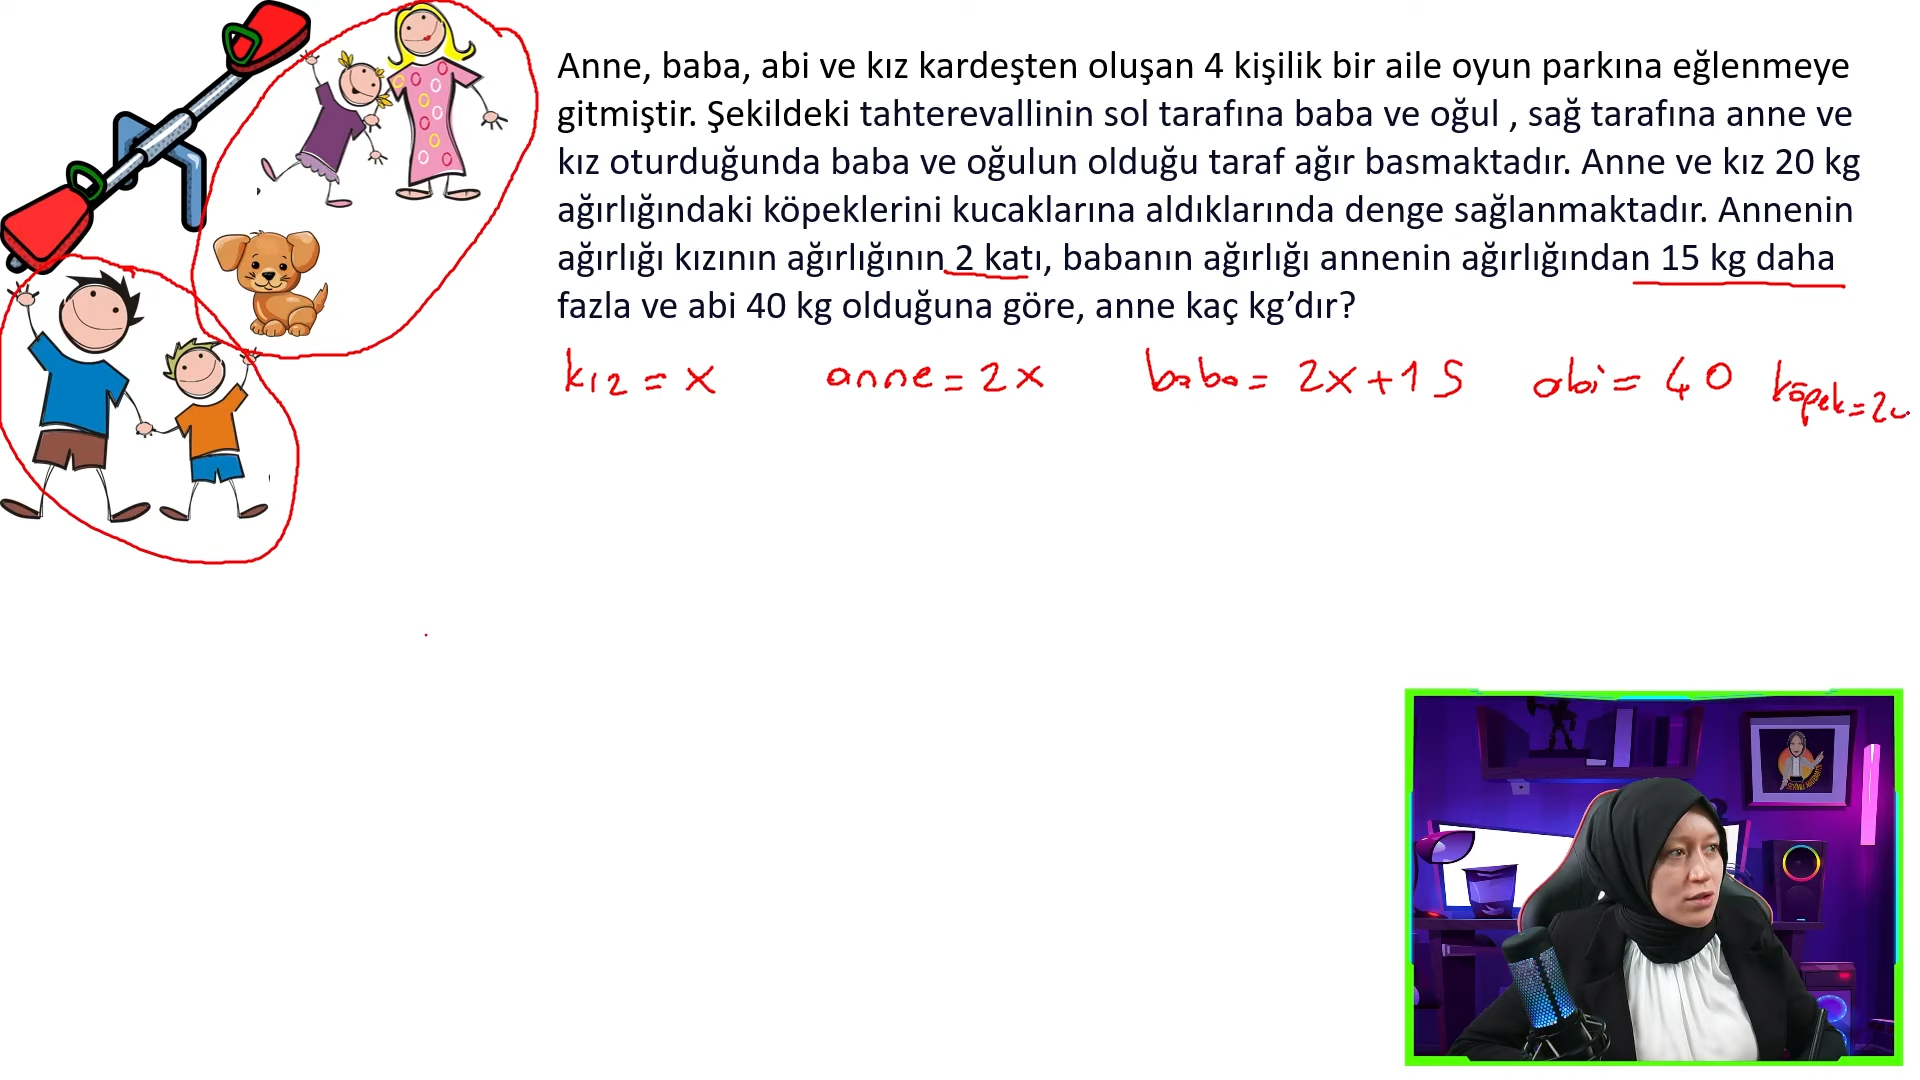 Anne, baba, abi ve kız kardeşten oluşan 4 kişilik bir aile oyun parkına eğlenmeye
gitmiştir. Şekildeki tahterevallinin sol tarafına baba ve oğul , sağ tarafına anne ve
kız oturduğunda baba ve oğulun olduğu taraf ağır basmaktadır. Anne ve kız 20 kg
ağırlığındaki köpeklerini kucaklarına aldıklarında denge sağlanmaktadır. Annenin
ağırlığı kızının ağırlığının 2 katı, babanın ağırlığı annenin ağırlığından 15 kg daha
fazla ve abi 40 kg olduğuna göre, anne kaç kg’dır?
kız = x anne = 2x baba = 2x+15 abi = 40 köpek=20